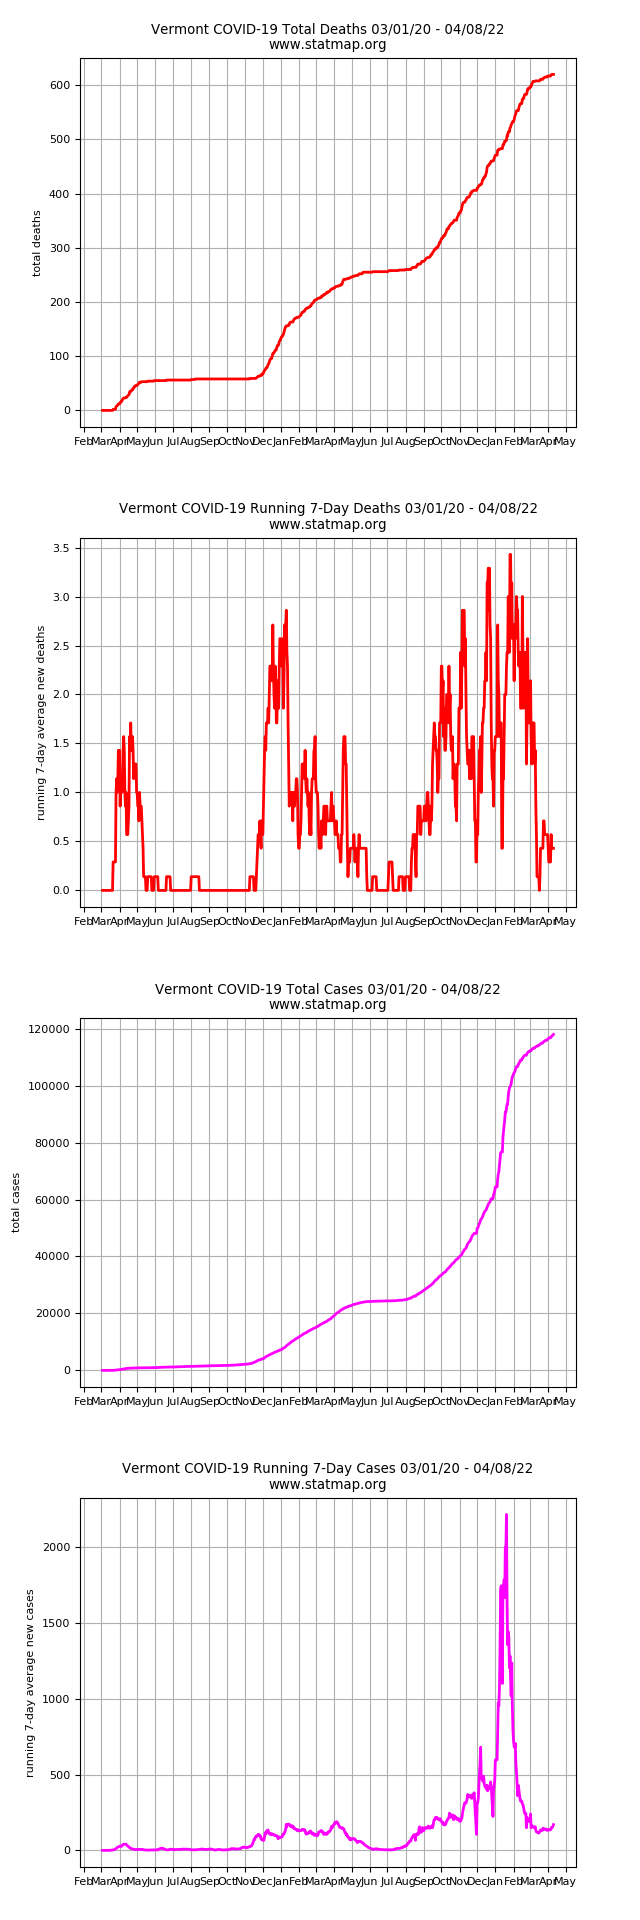 Vermont COVID-19 Total Deaths 03/01/20 - 04/08/22
www.statmap.org
600
500
400
300
200
100
0
total deaths
Feb Mar Apr May Jun Jul Aug Sep Oct Nov Dec Jan Feb Mar Apr May Jun Jul Aug Sep Oct Nov Dec Jan Feb Mar Apr May
Vermont COVID-19 Running 7-Day Deaths 03/01/20 - 04/08/22
www.statmap.org
3.5
3.0
2.5
2.0
1.5
1.0
0.5
0.0
running 7-day average new deaths
Feb Mar Apr May Jun Jul Aug Sep Oct Nov Dec Jan Feb Mar Apr May Jun Jul Aug Sep Oct Nov Dec Jan Feb Mar Apr May
Vermont COVID-19 Total Cases 03/01/20 - 04/08/22
www.statmap.org
120000
100000
80000
60000
40000
20000
0
total cases
Feb Mar Apr May Jun Jul Aug Sep Oct Nov Dec Jan Feb Mar Apr May Jun Jul Aug Sep Oct Nov Dec Jan Feb Mar Apr May
Vermont COVID-19 Running 7-Day Cases 03/01/20 - 04/08/22
www.statmap.org
2000
1500
1000
500
0
running 7-day average new cases
Feb Mar Apr May Jun Jul Aug Sep Oct Nov Dec Jan Feb Mar Apr May Jun Jul Aug Sep Oct Nov Dec Jan Feb Mar Apr May